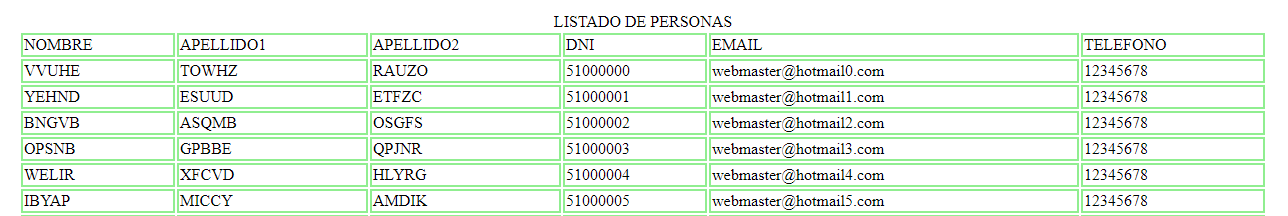 LISTADO DE PERSONAS
NOMBRE APELLIDO1 APELLIDO2 DNI EMAIL TELEFONO
VVUHE TOWHZ RAUZO 51000000 webmaster@hotmail0.com 12345678
YEHND ESUUD ETFZC 51000001 webmaster@hotmail1.com 12345678
BNGVB ASQMB OSGFS 51000002 webmaster@hotmail2.com 12345678
OPSNB GPBBE QPJNR 51000003 webmaster@hotmail3.com 12345678
WELIR XFCVD HLYRG 51000004 webmaster@hotmail4.com 12345678
IBYAP MICCY AMDIK 51000005 webmaster@hotmail5.com 12345678